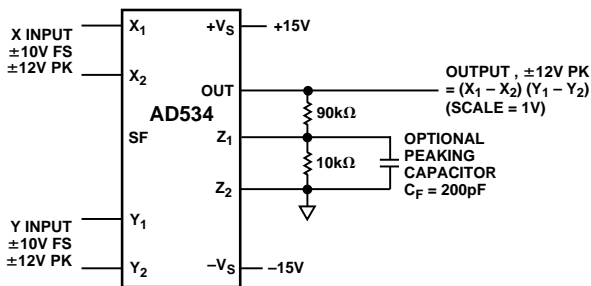 X INPUT
±10V FS
±12V PK
X1
X2
SF
Y INPUT
±10V FS
±12V PK
Y1
Y2
AD534
+VS
+15V
OUT
OUTPUT , ±12V PK
= (X1 – X2) (Y1 – Y2)
(SCALE = 1V)
90kΩ
Z1
10kΩ
OPTIONAL
PEAKING
CAPACITOR
CF = 200pF
Z2
–VS
–15V